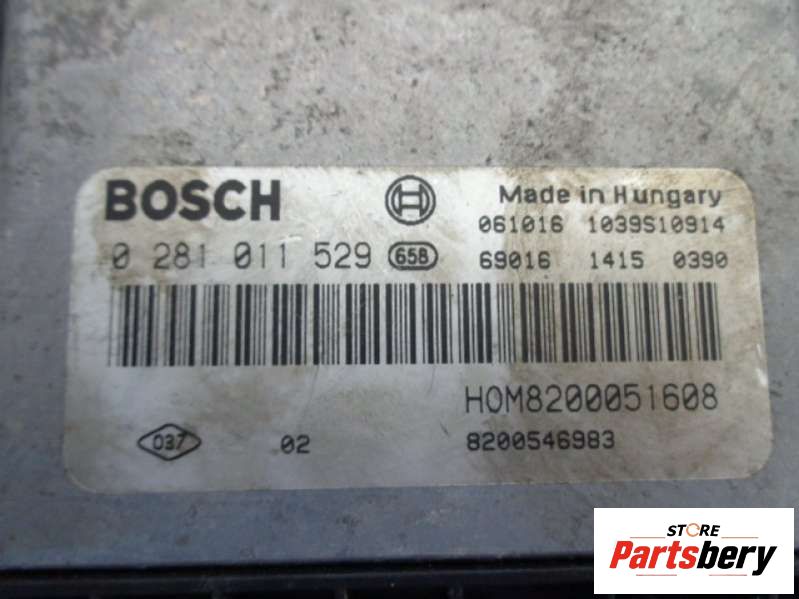 BOSCH
Made in Hungary
061016 1039S10914
0 281 011 529 658
69016 1415 0390
HOM8200051608
037 02 8200546983
STORE
Partsbery